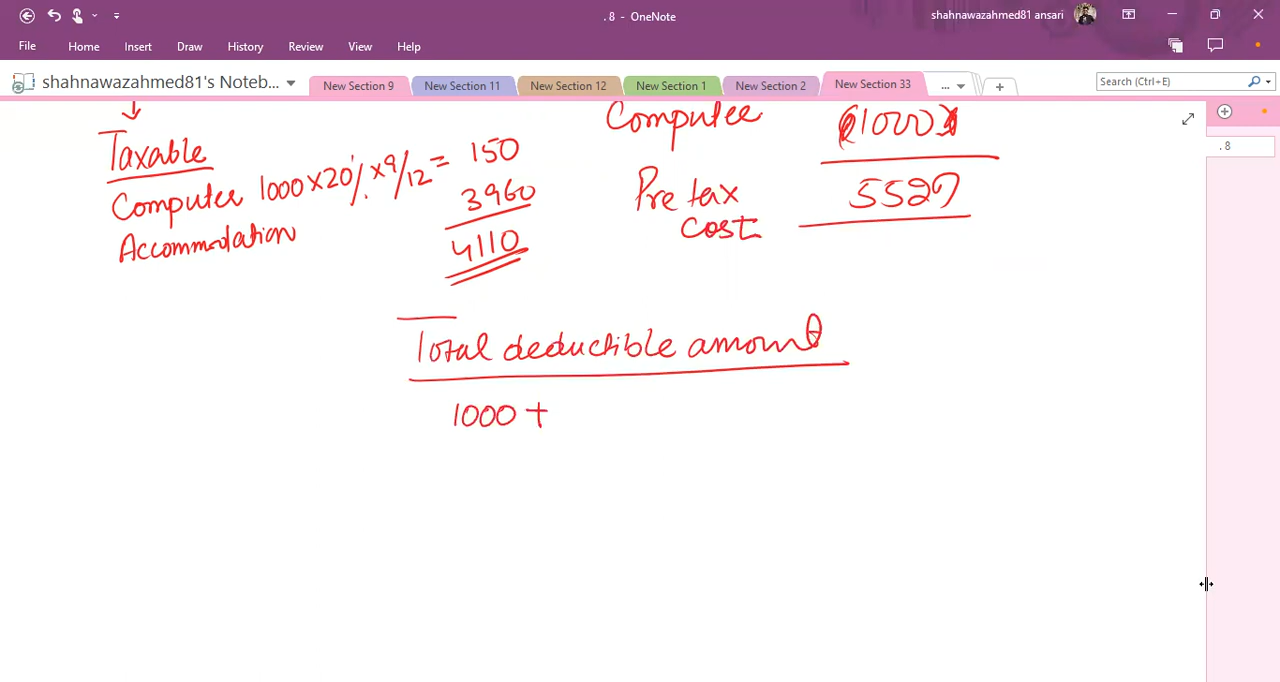 . 8 - OneNote
shahnawazahmed81 ansari
File Home Insert Draw History Review View Help
shahnawazahmed81's Noteb...
New Section 9 New Section 11 New Section 12 New Section 1 New Section 2 New Section 33 ...
Search (Ctrl+E)
. 8
Taxable
Computer 1000 x 20% x 9/12 = 150
Accommodation 3960
4110
Computer (1000)
Pre tax cost 5527
Total deductible amount
1000 +